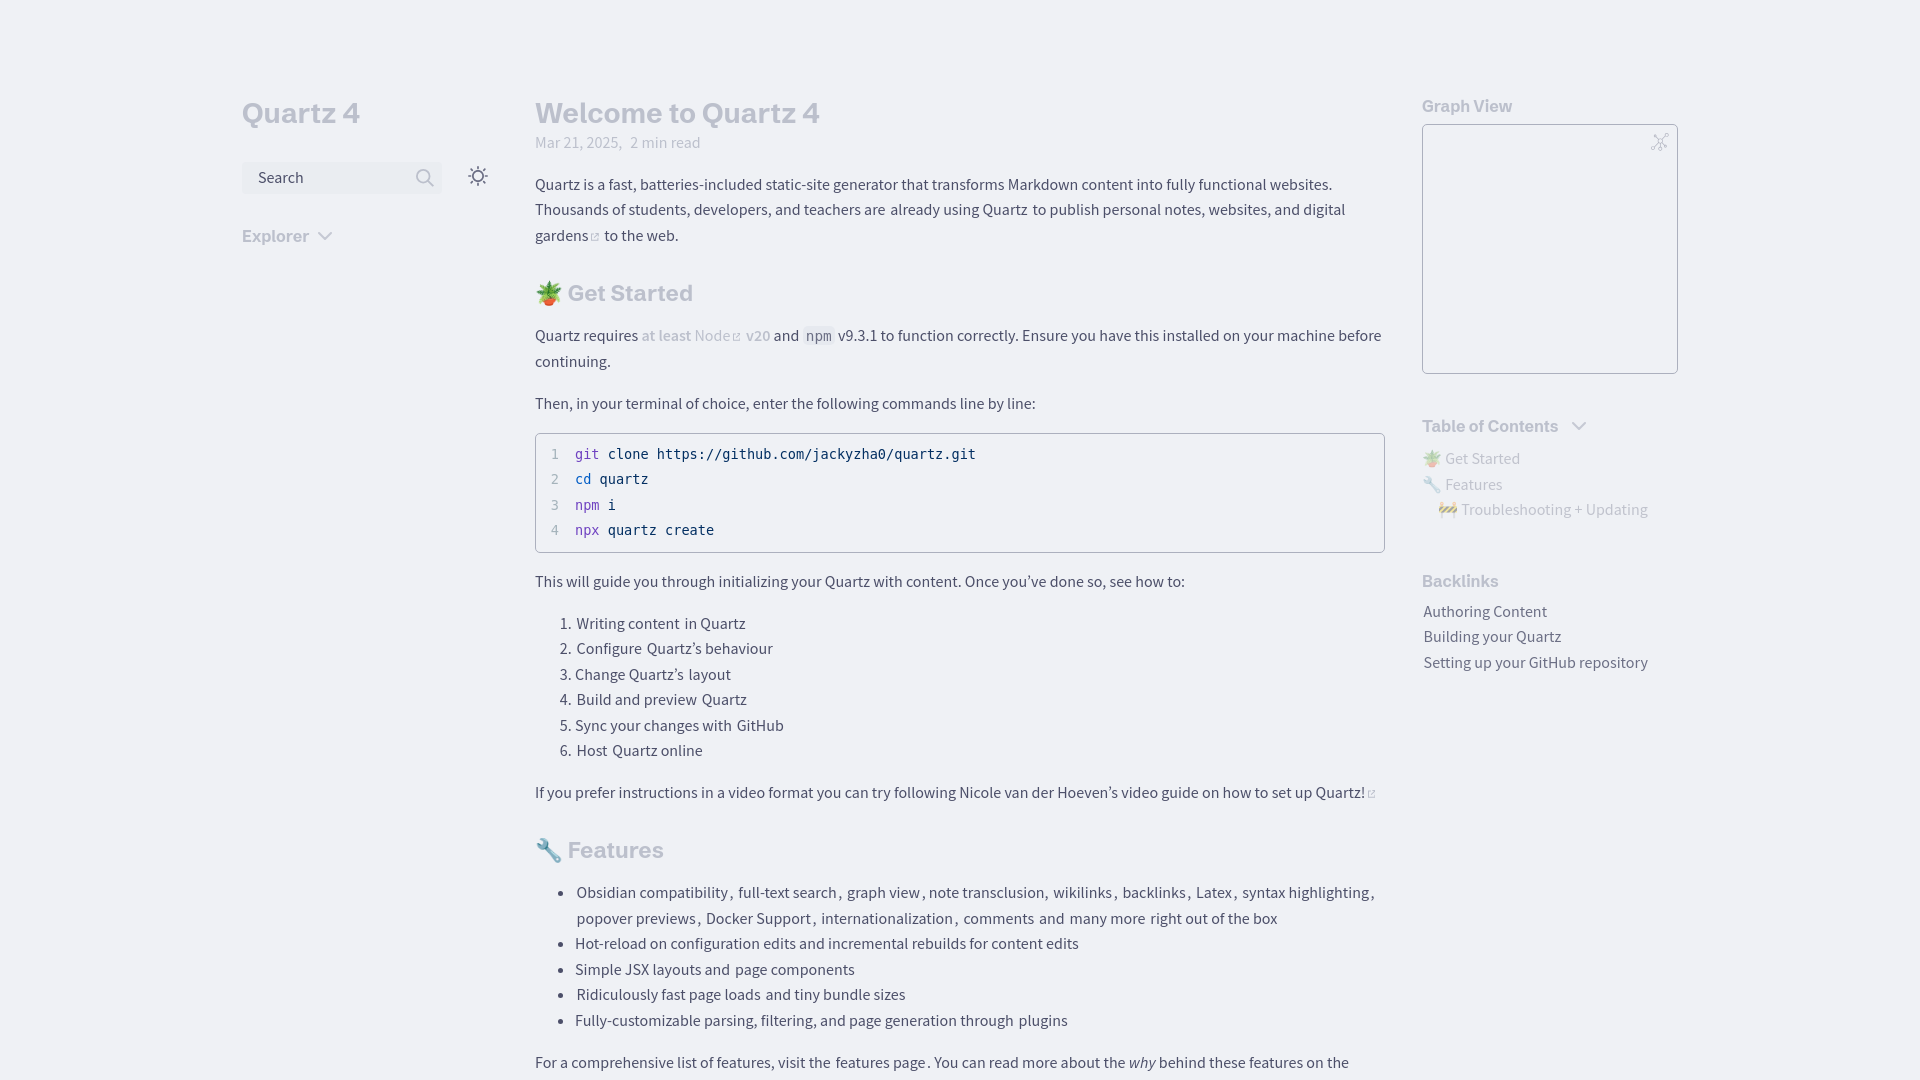 Quartz 4
Search
Explorer
Welcome to Quartz 4
Mar 21, 2025, 2 min read
Quartz is a fast, batteries-included static-site generator that transforms Markdown content into fully functional websites.
Thousands of students, developers, and teachers are already using Quartz to publish personal notes, websites, and digital
gardens to the web.
🪴 Get Started
Quartz requires at least Node v20 and npm v9.3.1 to function correctly. Ensure you have this installed on your machine before
continuing.
Then, in your terminal of choice, enter the following commands line by line:
1 git clone https://github.com/jackyzha0/quartz.git
2 cd quartz
3 npm i
4 npx quartz create
This will guide you through initializing your Quartz with content. Once you’ve done so, see how to:
1. Writing content in Quartz
2. Configure Quartz’s behaviour
3. Change Quartz’s layout
4. Build and preview Quartz
5. Sync your changes with GitHub
6. Host Quartz online
If you prefer instructions in a video format you can try following Nicole van der Hoeven’s video guide on how to set up Quartz!
🔧 Features
• Obsidian compatibility, full-text search, graph view, note transclusion, wikilinks, backlinks, Latex, syntax highlighting,
popover previews, Docker Support, internationalization, comments and many more right out of the box
• Hot-reload on configuration edits and incremental rebuilds for content edits
• Simple JSX layouts and page components
• Ridiculously fast page loads and tiny bundle sizes
• Fully-customizable parsing, filtering, and page generation through plugins
For a comprehensive list of features, visit the features page. You can read more about the why behind these features on the
Graph View
Table of Contents
🪴 Get Started
🔧 Features
🚧 Troubleshooting + Updating
Backlinks
Authoring Content
Building your Quartz
Setting up your GitHub repository